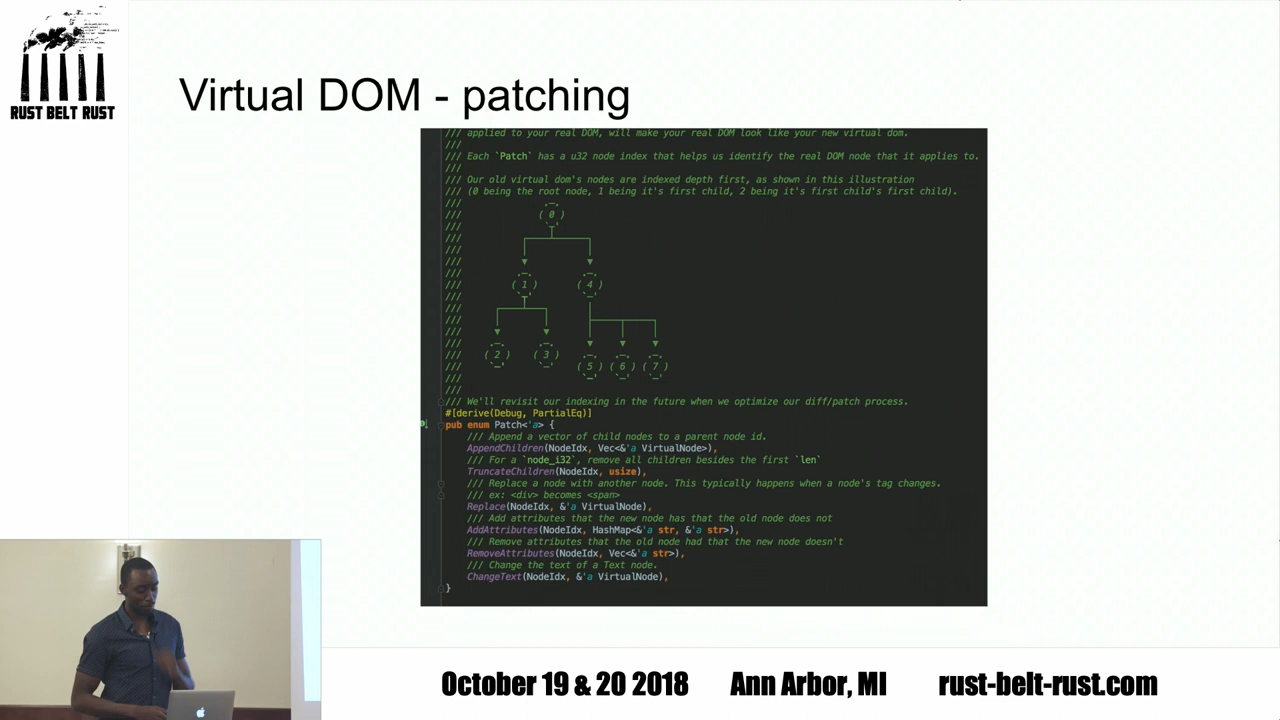 RUST BELT RUST
Virtual DOM - patching
/// applied to your real DOM, will make your real DOM look like your new virtual dom.
///
/// Each `Patch` has a u32 node index that helps us identify the real DOM node that it applies to.
///
/// Our old virtual dom's nodes are indexed depth first, as shown in this illustration
/// (0 being the root node, 1 being it's first child, 2 being it's first child's first child).
/// .─.
/// ( 0 )
/// `┬'
/// ┌────┴─────┐
/// │ │
/// ▼ ▼
/// .─. .─.
/// ( 1 ) ( 4 )
/// `┬' `─'
/// ┌────┴───┐ │
/// │ │ ├─────┬─────┐
/// ▼ ▼ │ │ │
/// .─. .─. ▼ ▼ ▼
/// ( 2 ) ( 3 ) .─. .─. .─.
/// `─' `─' ( 5 ) ( 6 ) ( 7 )
/// `─' `─' `─'
///
/// We'll revisit our indexing in the future when we optimize our diff/patch process.
#[derive(Debug, PartialEq)]
pub enum Patch<'a> {
/// Append a vector of child nodes to a parent node id.
AppendChildren(NodeIdx, Vec<&'a VirtualNode>),
/// For a `node_i32`, remove all children besides the first `len`
TruncateChildren(NodeIdx, usize),
/// Replace a node with another node. This typically happens when a node's tag changes.
/// ex: <div> becomes <span>
Replace(NodeIdx, &'a VirtualNode),
/// Add attributes that the new node has that the old node does not
AddAttributes(NodeIdx, HashMap<&'a str, &'a str>),
/// Remove attributes that the old node had that the new node doesn't
RemoveAttributes(NodeIdx, Vec<&'a str>),
/// Change the text of a Text node.
ChangeText(NodeIdx, &'a VirtualNode),
}
October 19 & 20 2018 Ann Arbor, MI rust-belt-rust.com